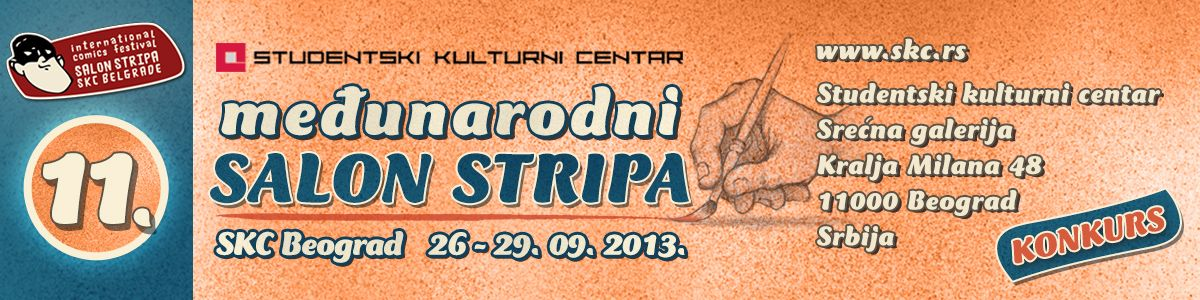 international
comics festival
SALON STRIPA
SKC BELGRADE
11.
STUDENTSKI KULTURNI CENTAR
međunarodni
SALON STRIPA
SKC Beograd 26 - 29. 09. 2013.
www.skc.rs
Studentski kulturni centar
Srećna galerija
Kralja Milana 48
11000 Beograd
Srbija
KONKURS